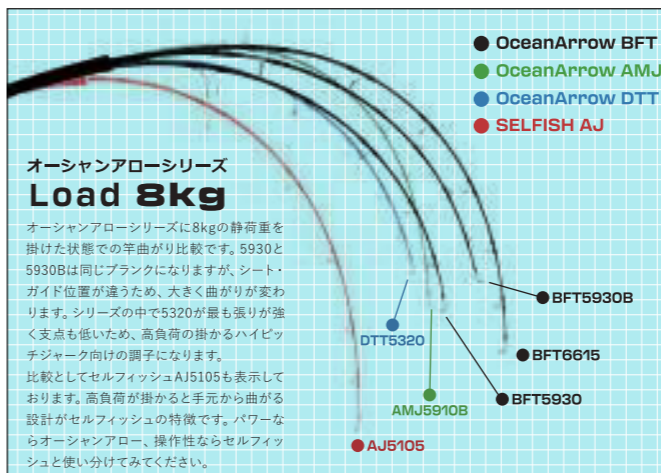 OceanArrow BFT
OceanArrow AMJ
OceanArrow DTT
SELFISH AJ
オーシャンアローシリーズ
Load 8kg
オーシャンアローシリーズに8kgの静荷重を
掛けた状態での竿曲がり比較です。5930と
5930Bは同じブランクになりますが、シート・
ガイド位置が違うため、大きく曲がりが変わ
ります。シリーズの中で5320が最も張りが強
く支点も低いため、高負荷の掛かるハイピッ
チジャーク向けの調子になります。
比較としてセルフィッシュAJ5105も表示して
おります。高負荷が掛かると手元から曲がる
設計がセルフィッシュの特徴です。パワーな
らオーシャンアロー、操作性ならセルフィッ
シュと使い分けてみてください。
BFT5930B
DTT5320
BFT6615
BFT5930
AMJ5910B
AJ5105